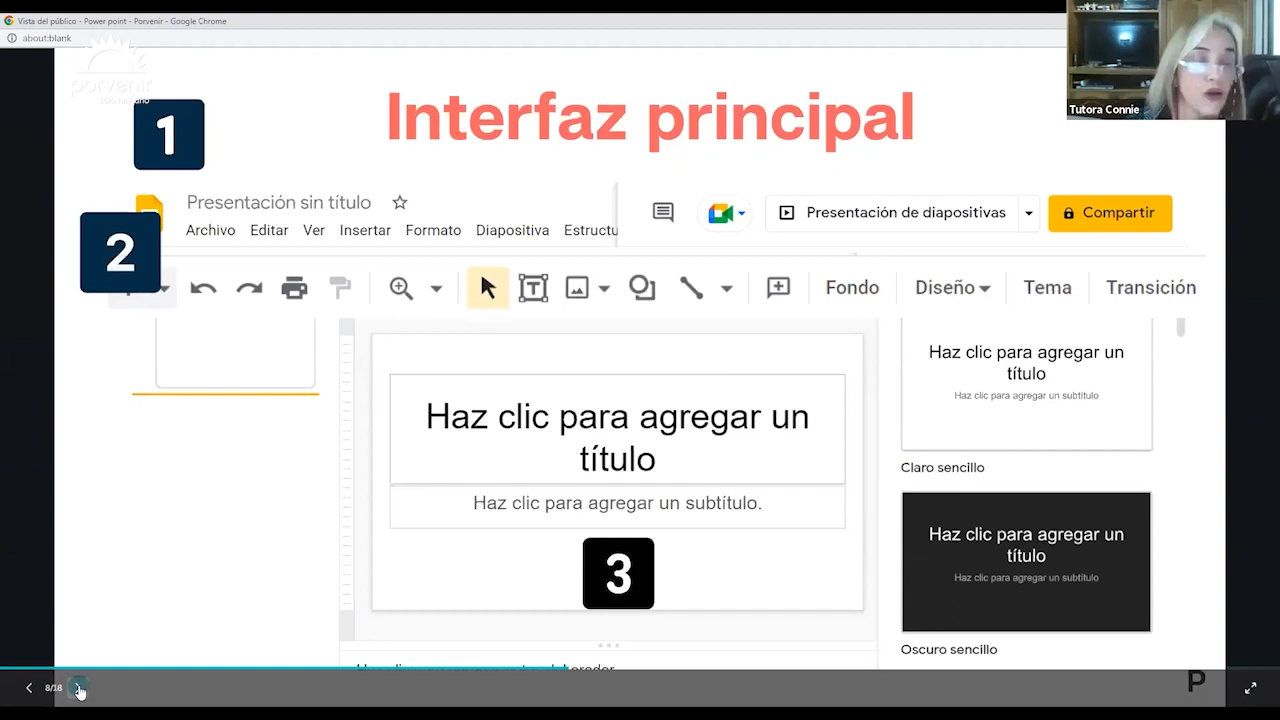 Vista del público - Power point - Porvenir - Google Chrome
about:blank
porvenir
Tutora Connie
1
Interfaz principal
Presentación sin título
Archivo Editar Ver Insertar Formato Diapositiva Estructu
Presentación de diapositivas
Compartir
2
Fondo Diseño Tema Transición
Haz clic para agregar un
título
Haz clic para agregar un subtítulo.
3
Haz clic para agregar un
título
Haz clic para agregar un subtítulo
Claro sencillo
Haz clic para agregar un
título
Haz clic para agregar un subtítulo
Oscuro sencillo
8/18
P